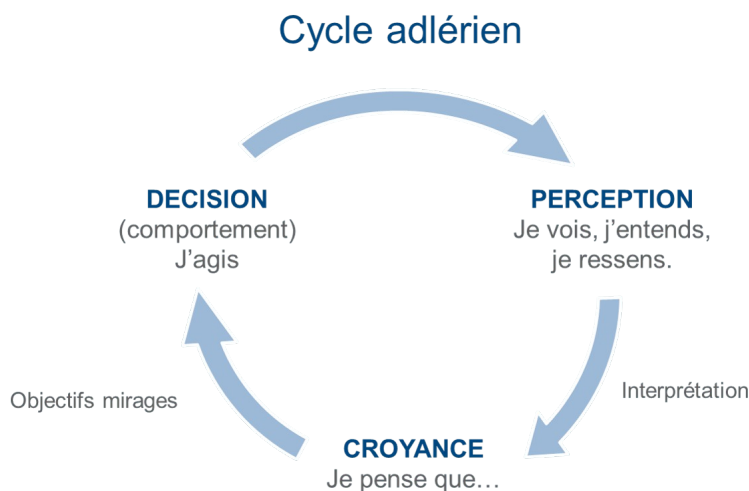 Cycle adlérien
DECISION
(comportement)
J’agis
PERCEPTION
Je vois, j’entends,
je ressens.
Objectifs mirages
Interprétation
CROYANCE
Je pense que…